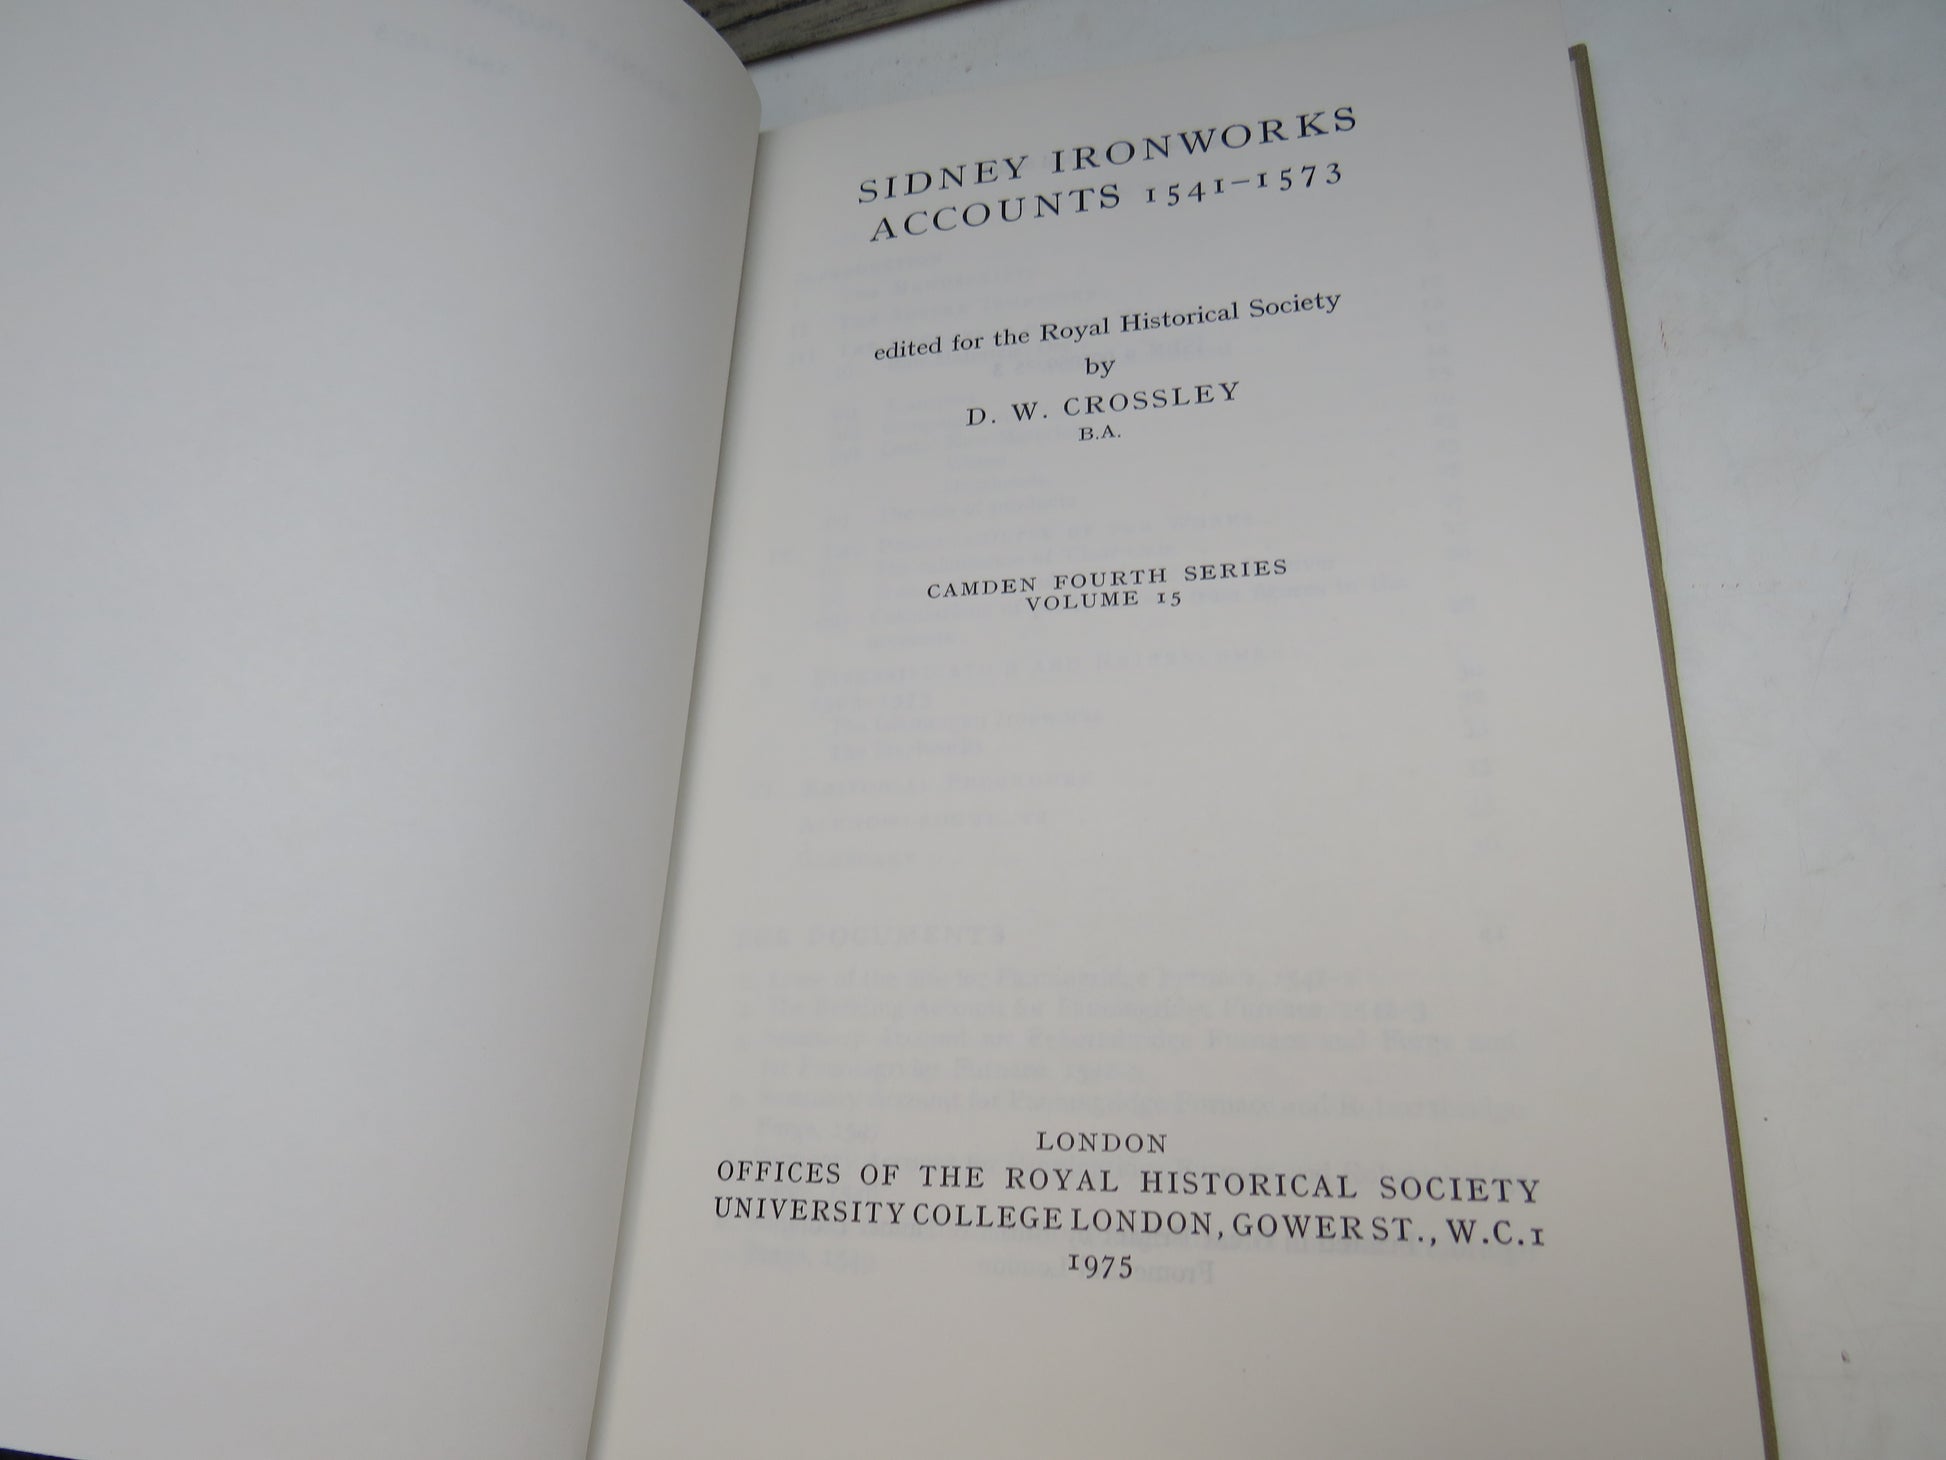 SIDNEY IRONWORKS
ACCOUNTS 1541–1573
edited for the Royal Historical Society
by
D. W. CROSSLEY
B.A.
CAMDEN FOURTH SERIES
VOLUME 15
LONDON
OFFICES OF THE ROYAL HISTORICAL SOCIETY
UNIVERSITY COLLEGE LONDON, GOWER ST., W.C.1
1975